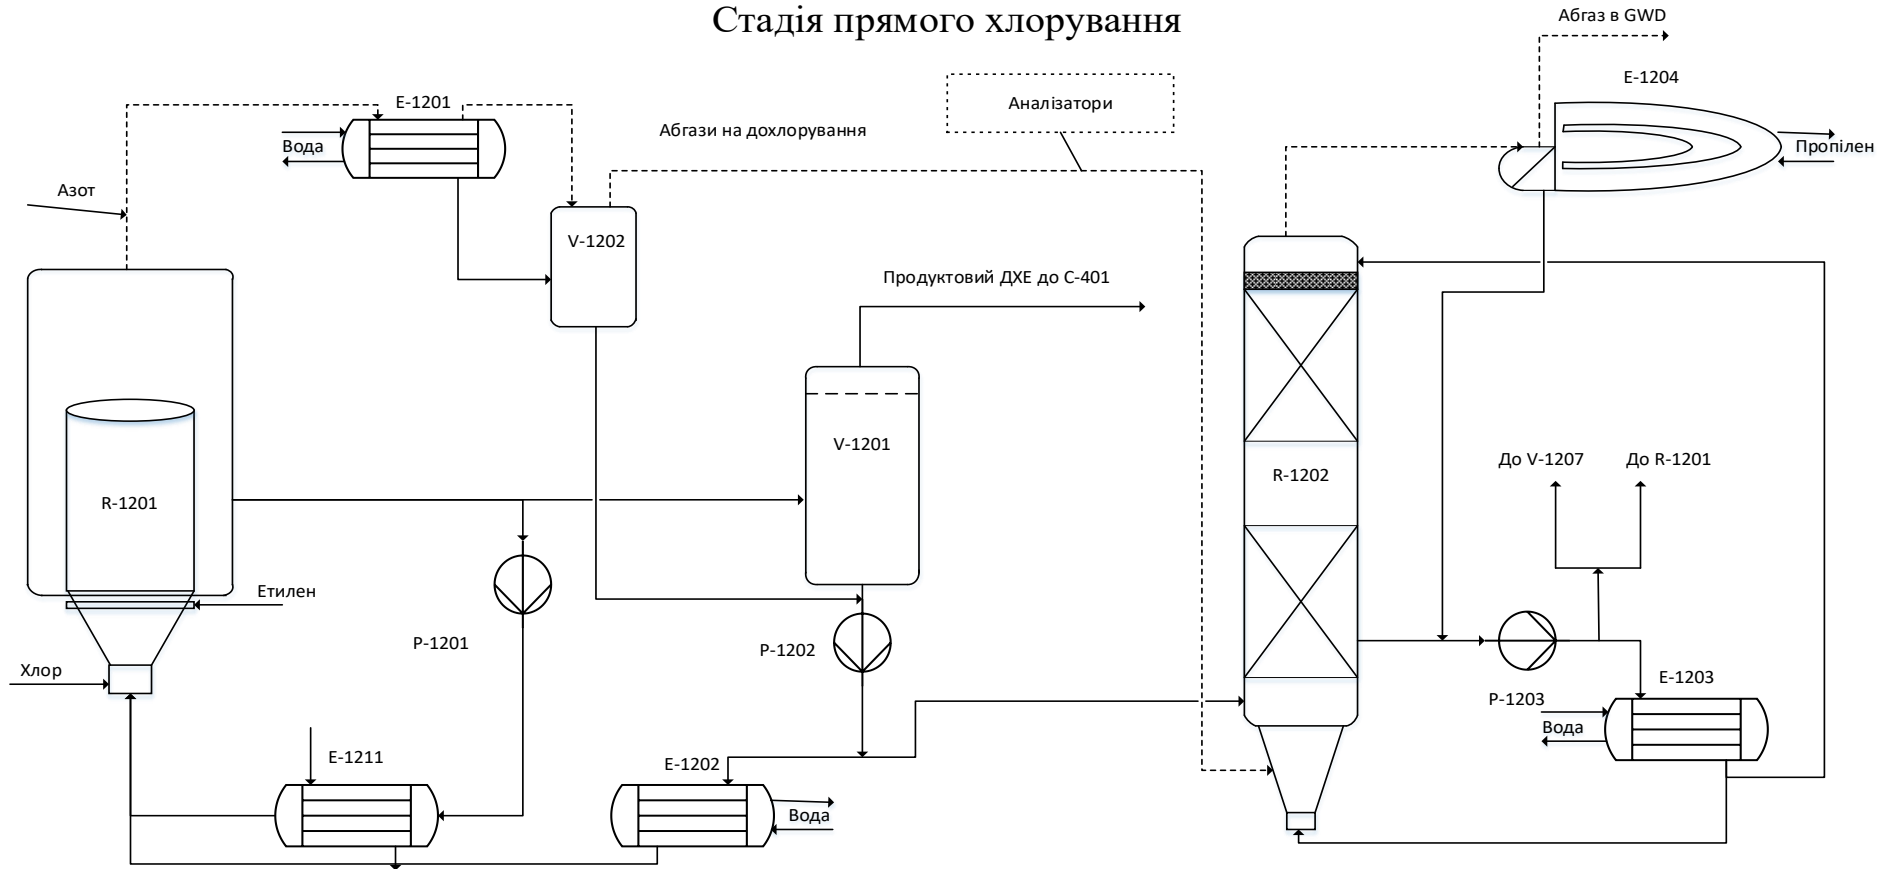 Стадія прямого хлорування
Абгаз в GWD
E-1204
Пропілен
Аналізатори
E-1201
Вода
Абгази на дохлорування
Азот
V-1202
Продуктовий ДХЕ до С-401
V-1201
R-1201
R-1202
До V-1207
До R-1201
Етилен
Хлор
P-1201
P-1202
E-1203
P-1203
Вода
E-1211
E-1202
Вода